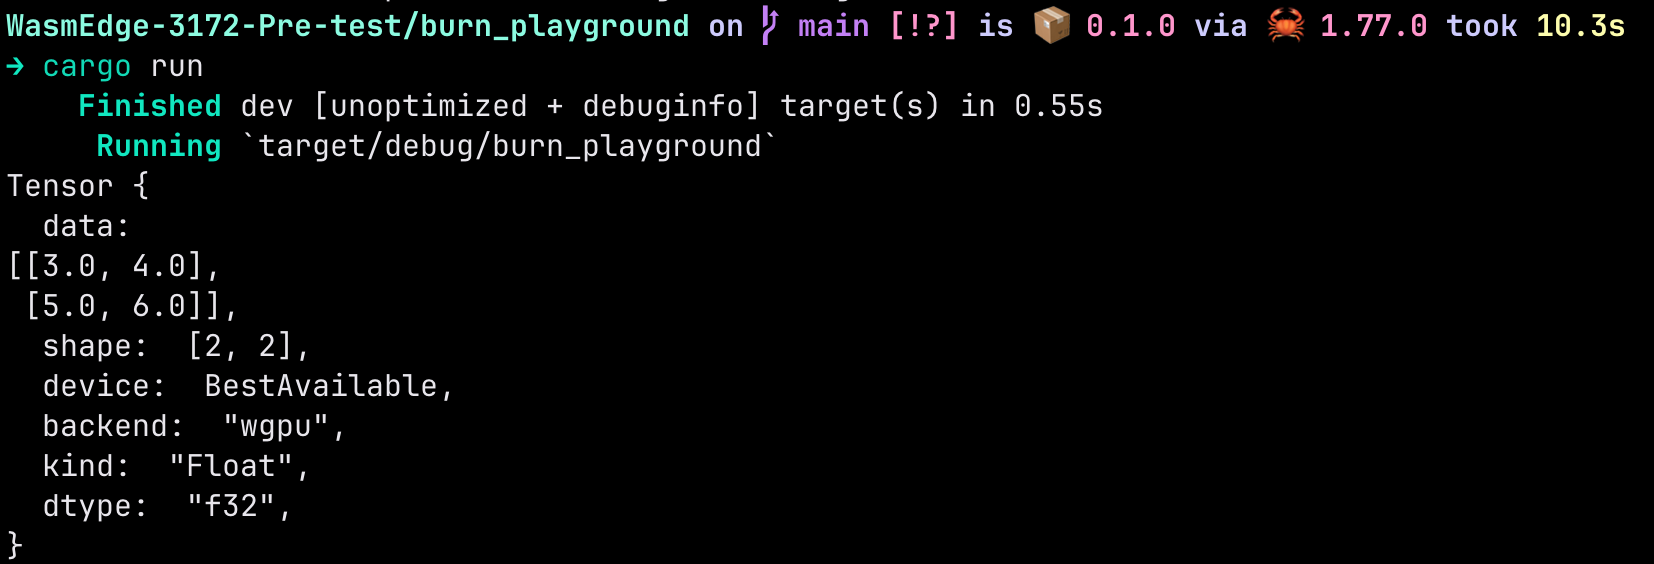 WasmEdge-3172-Pre-test/burn_playground on  main [!?] is 📦 0.1.0 via 🦀 1.77.0 took 10.3s
→ cargo run
    Finished dev [unoptimized + debuginfo] target(s) in 0.55s
     Running `target/debug/burn_playground`
Tensor {
  data:
[[3.0, 4.0],
 [5.0, 6.0]],
  shape:  [2, 2],
  device:  BestAvailable,
  backend:  "wgpu",
  kind:  "Float",
  dtype:  "f32",
}